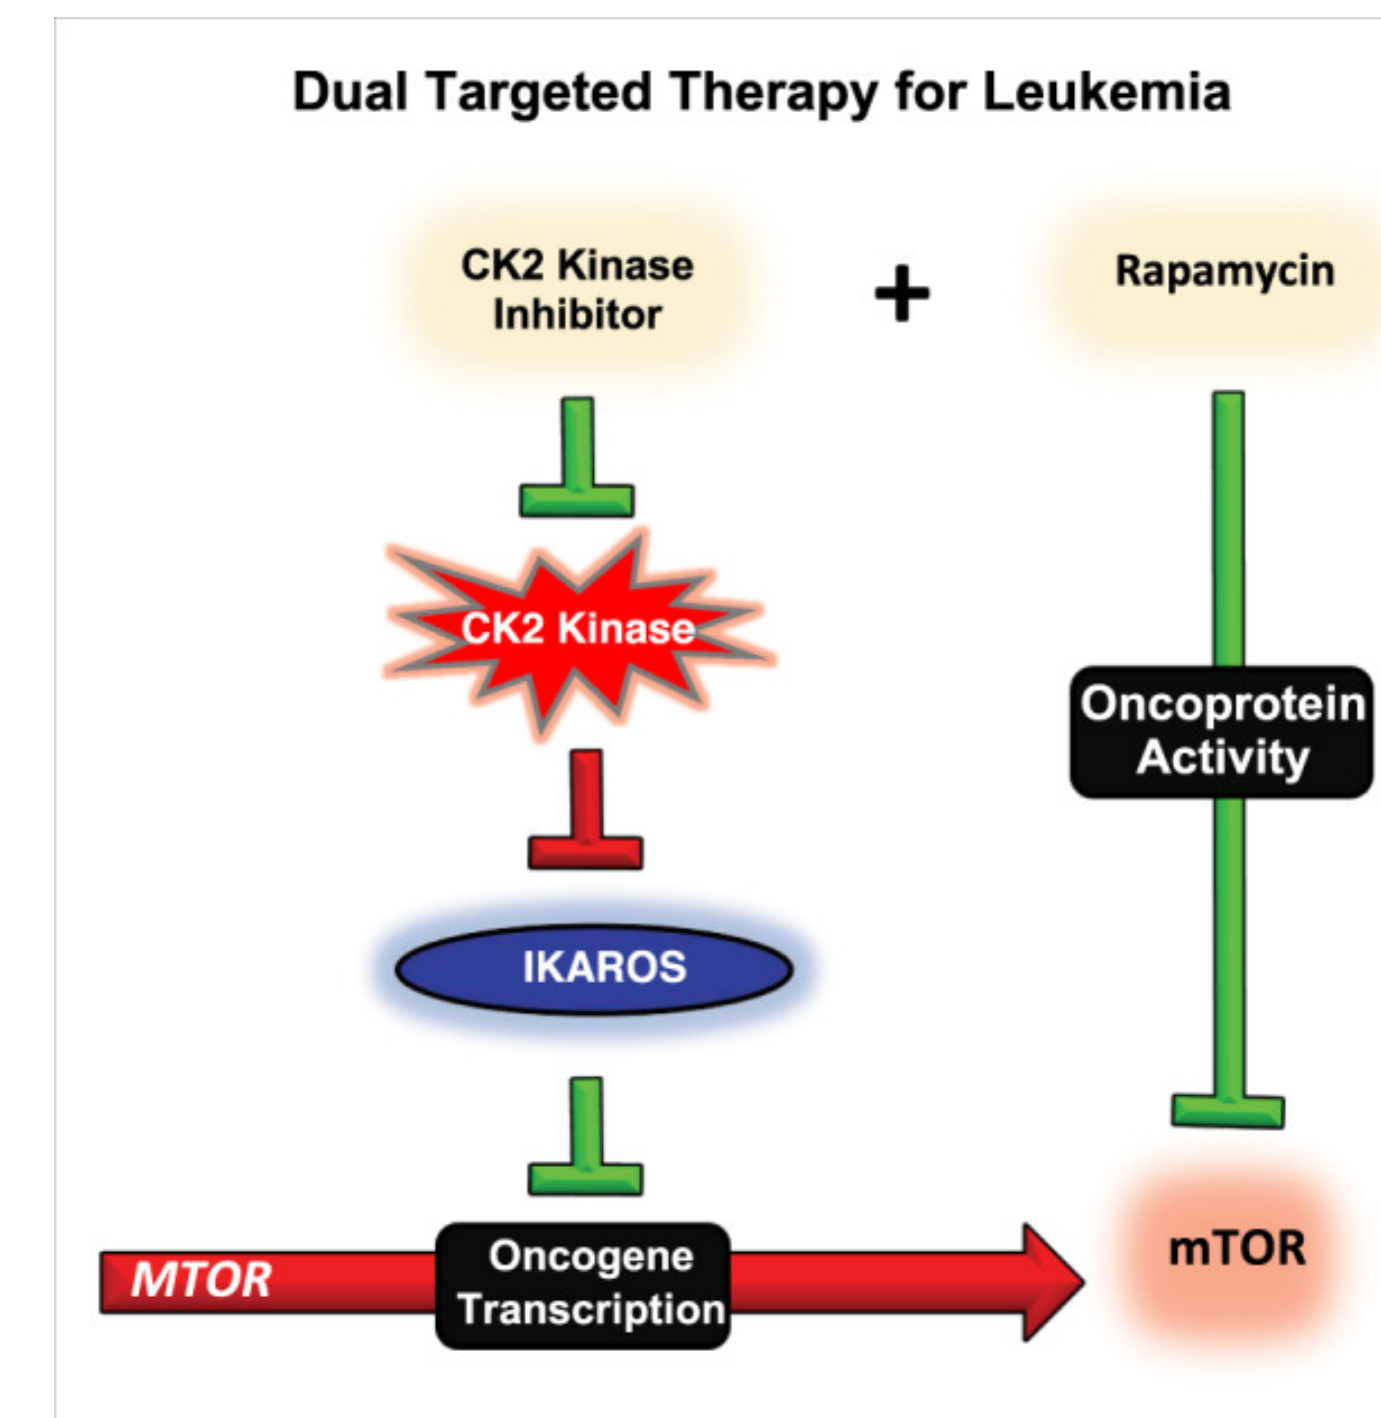 Dual Targeted Therapy for Leukemia
CK2 Kinase
Inhibitor
+
Rapamycin
CK2 Kinase
Oncoprotein
Activity
IKAROS
MTOR
Oncogene
Transcription
mTOR